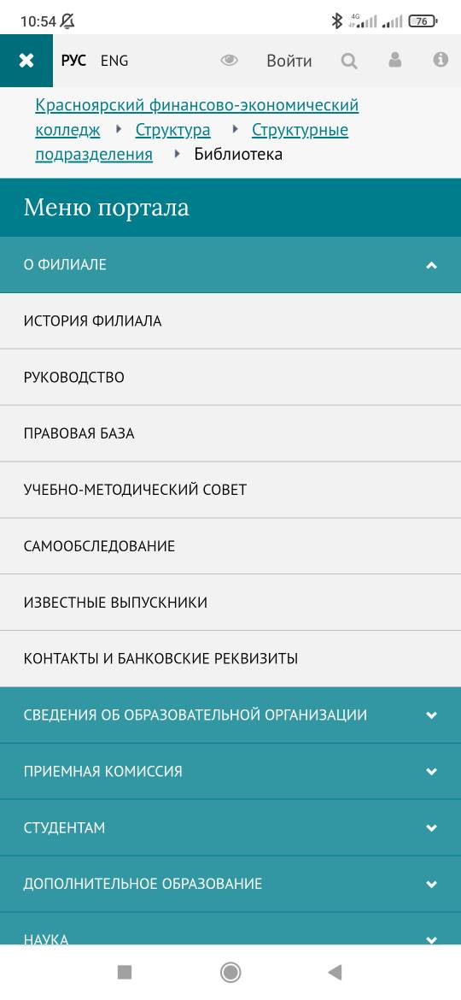 10:54 4G 76
РУС ENG Войти
Красноярский финансово-экономический
колледж Структура Структурные
подразделения Библиотека
Меню портала
О ФИЛИАЛЕ
ИСТОРИЯ ФИЛИАЛА
РУКОВОДСТВО
ПРАВОВАЯ БАЗА
УЧЕБНО-МЕТОДИЧЕСКИЙ СОВЕТ
САМООБСЛЕДОВАНИЕ
ИЗВЕСТНЫЕ ВЫПУСКНИКИ
КОНТАКТЫ И БАНКОВСКИЕ РЕКВИЗИТЫ
СВЕДЕНИЯ ОБ ОБРАЗОВАТЕЛЬНОЙ ОРГАНИЗАЦИИ
ПРИЕМНАЯ КОМИССИЯ
СТУДЕНТАМ
ДОПОЛНИТЕЛЬНОЕ ОБРАЗОВАНИЕ
НАУКА